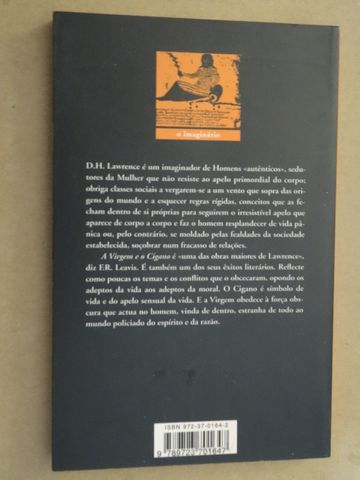 o imaginário
D.H. Lawrence é um imaginador de Homens «autênticos», sedu-
tores da Mulher que não resiste ao apelo primordial do corpo;
obriga classes sociais a vergarem-se a um vento que sopra das ori-
gens do mundo e a esquecer regras rígidas, conceitos que as fe-
cham dentro de si próprias para seguirem o irresistível apelo que
aparece de corpo a corpo e faz o homem resplandecer de vida pâ-
nica ou, pelo contrário, se moldado pelas fealdades da sociedade
estabelecida, soçobrar num fracasso de relações.
A Virgem e o Cigano é «uma das obras maiores de Lawrence»,
diz F.R. Leavis. É também um dos seus êxitos literários. Reflecte
como poucas os temas e os conflitos que o obcecaram, opondo os
adeptos da vida aos adeptos da moral. O Cigano é símbolo de
vida e do apelo sensual da vida. E a Virgem obedece à força obs-
cura que actua no homem, vinda de dentro, estranha de todo ao
mundo policiado do espírito e da razão.
ISBN 972-37-0164-2
9 789723 701647